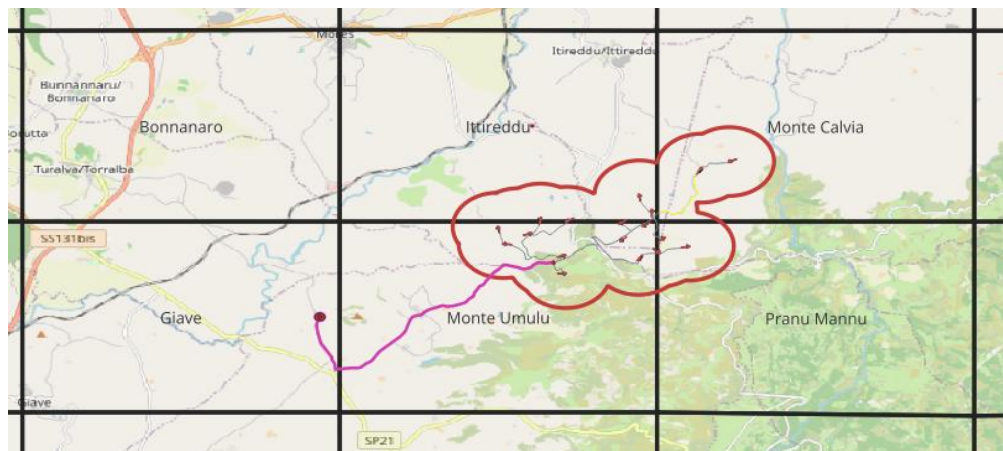 Mores
Itireddu/Ittireddu
Bunnannaru/
Bonnanaro
Bonnanaro
Ittireddu
Monte Calvia
Turalva/Torralba
SS131bis
Giave
Monte Umulu
Pranu Mannu
Giave
SP21